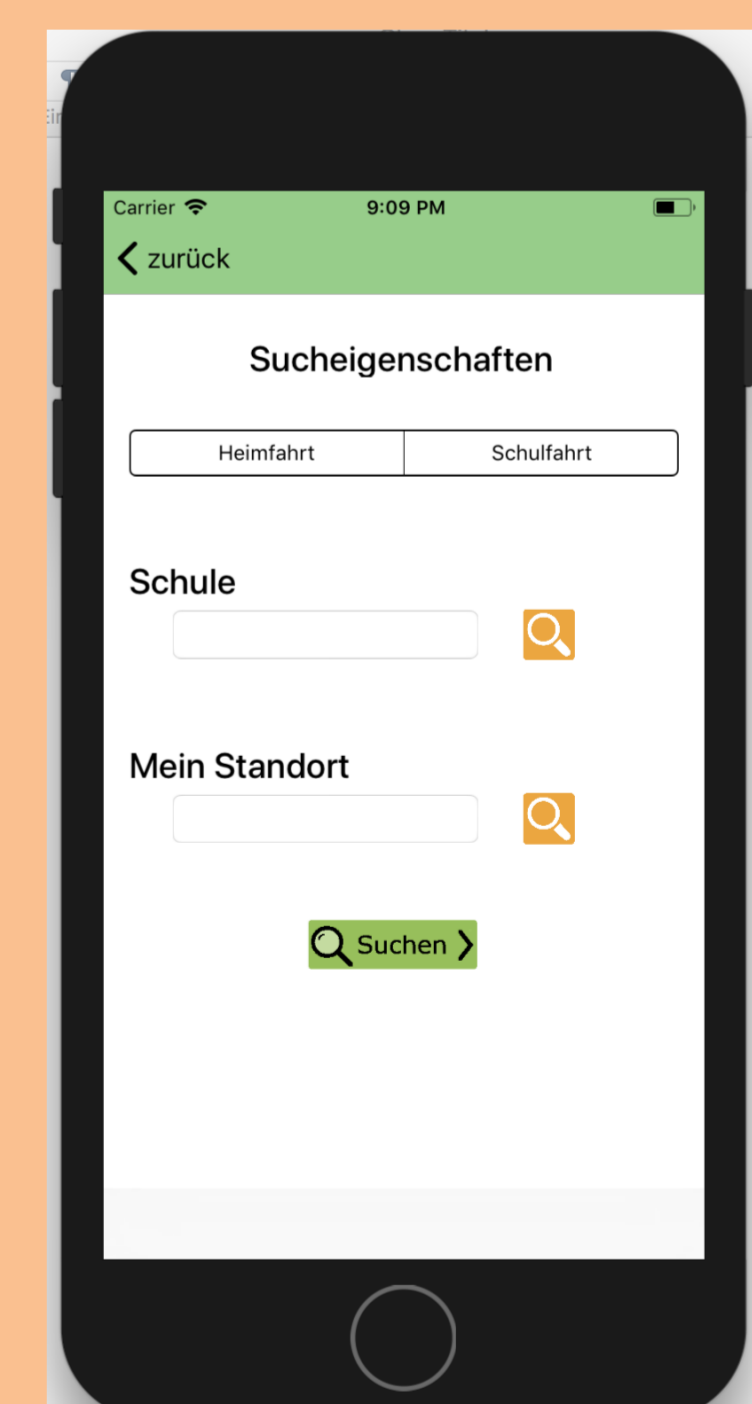 Carrier 9:09 PM
zurück
Sucheigenschaften
Heimfahrt Schulfahrt
Schule
Mein Standort
Suchen